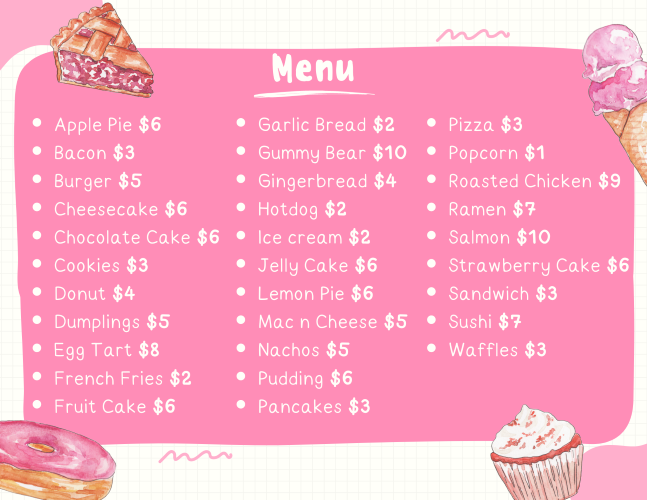 Menu
Apple Pie $6
Bacon $3
Burger $5
Cheesecake $6
Chocolate Cake $6
Cookies $3
Donut $4
Dumplings $5
Egg Tart $8
French Fries $2
Fruit Cake $6
Garlic Bread $2
Gummy Bear $10
Gingerbread $4
Hotdog $2
Ice cream $2
Jelly Cake $6
Lemon Pie $6
Mac n Cheese $5
Nachos $5
Pudding $6
Pancakes $3
Pizza $3
Popcorn $1
Roasted Chicken $9
Ramen $7
Salmon $10
Strawberry Cake $6
Sandwich $3
Sushi $7
Waffles $3